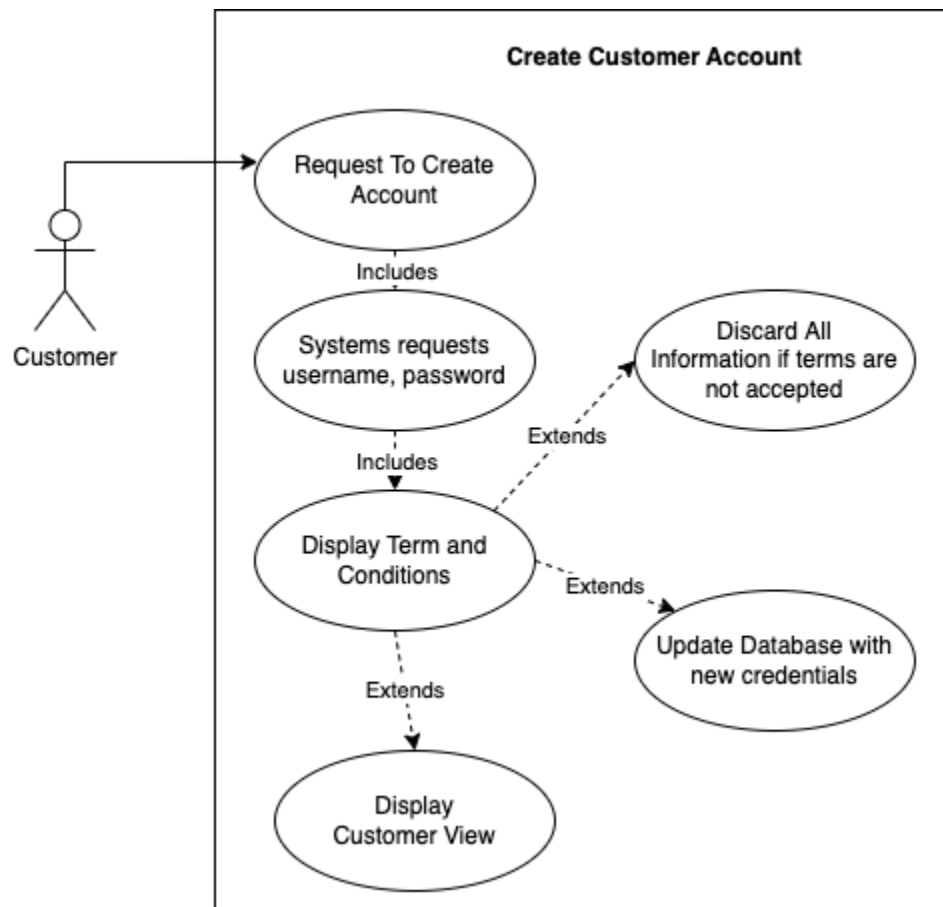 Create Customer Account
Request To Create
Account
Includes
Customer
Systems requests
username, password
Discard All
Information if terms are
not accepted
Extends
Includes
Display Term and
Conditions
Extends
Update Database with
new credentials
Extends
Display
Customer View